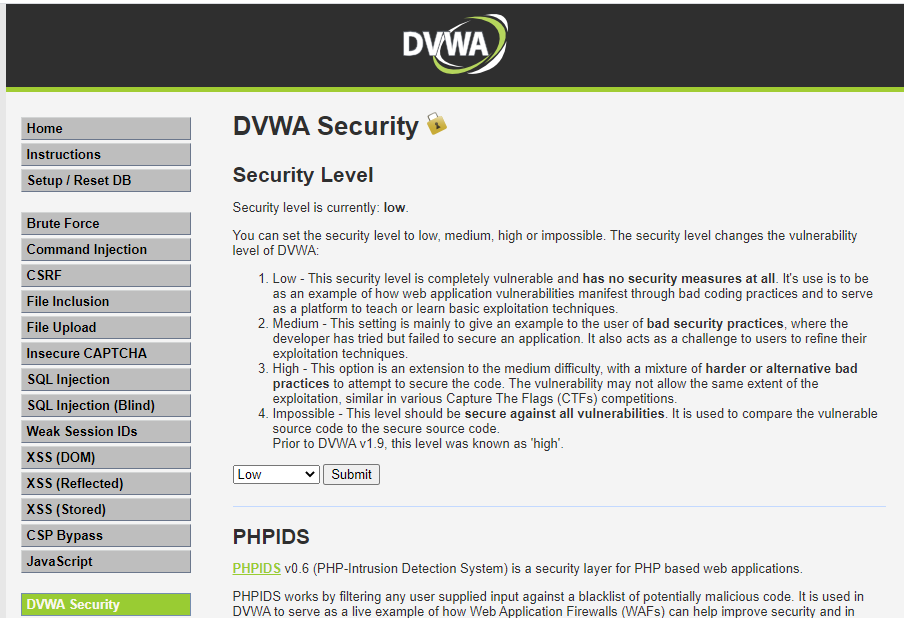 DVWA
Home
Instructions
Setup / Reset DB
Brute Force
Command Injection
CSRF
File Inclusion
File Upload
Insecure CAPTCHA
SQL Injection
SQL Injection (Blind)
Weak Session IDs
XSS (DOM)
XSS (Reflected)
XSS (Stored)
CSP Bypass
JavaScript
DVWA Security
DVWA Security
Security Level
Security level is currently: low.
You can set the security level to low, medium, high or impossible. The security level changes the vulnerability
level of DVWA:
1. Low - This security level is completely vulnerable and has no security measures at all. It's use is to be
as an example of how web application vulnerabilities manifest through bad coding practices and to serve
as a platform to teach or learn basic exploitation techniques.
2. Medium - This setting is mainly to give an example to the user of bad security practices, where the
developer has tried but failed to secure an application. It also acts as a challenge to users to refine their
exploitation techniques.
3. High - This option is an extension to the medium difficulty, with a mixture of harder or alternative bad
practices to attempt to secure the code. The vulnerability may not allow the same extent of the
exploitation, similar in various Capture The Flags (CTFs) competitions.
4. Impossible - This level should be secure against all vulnerabilities. It is used to compare the vulnerable
source code to the secure source code.
Prior to DVWA v1.9, this level was known as 'high'.
Low Submit
PHPIDS
PHPIDS v0.6 (PHP-Intrusion Detection System) is a security layer for PHP based web applications.
PHPIDS works by filtering any user supplied input against a blacklist of potentially malicious code. It is used in
DVWA to serve as a live example of how Web Application Firewalls (WAFs) can help improve security and in